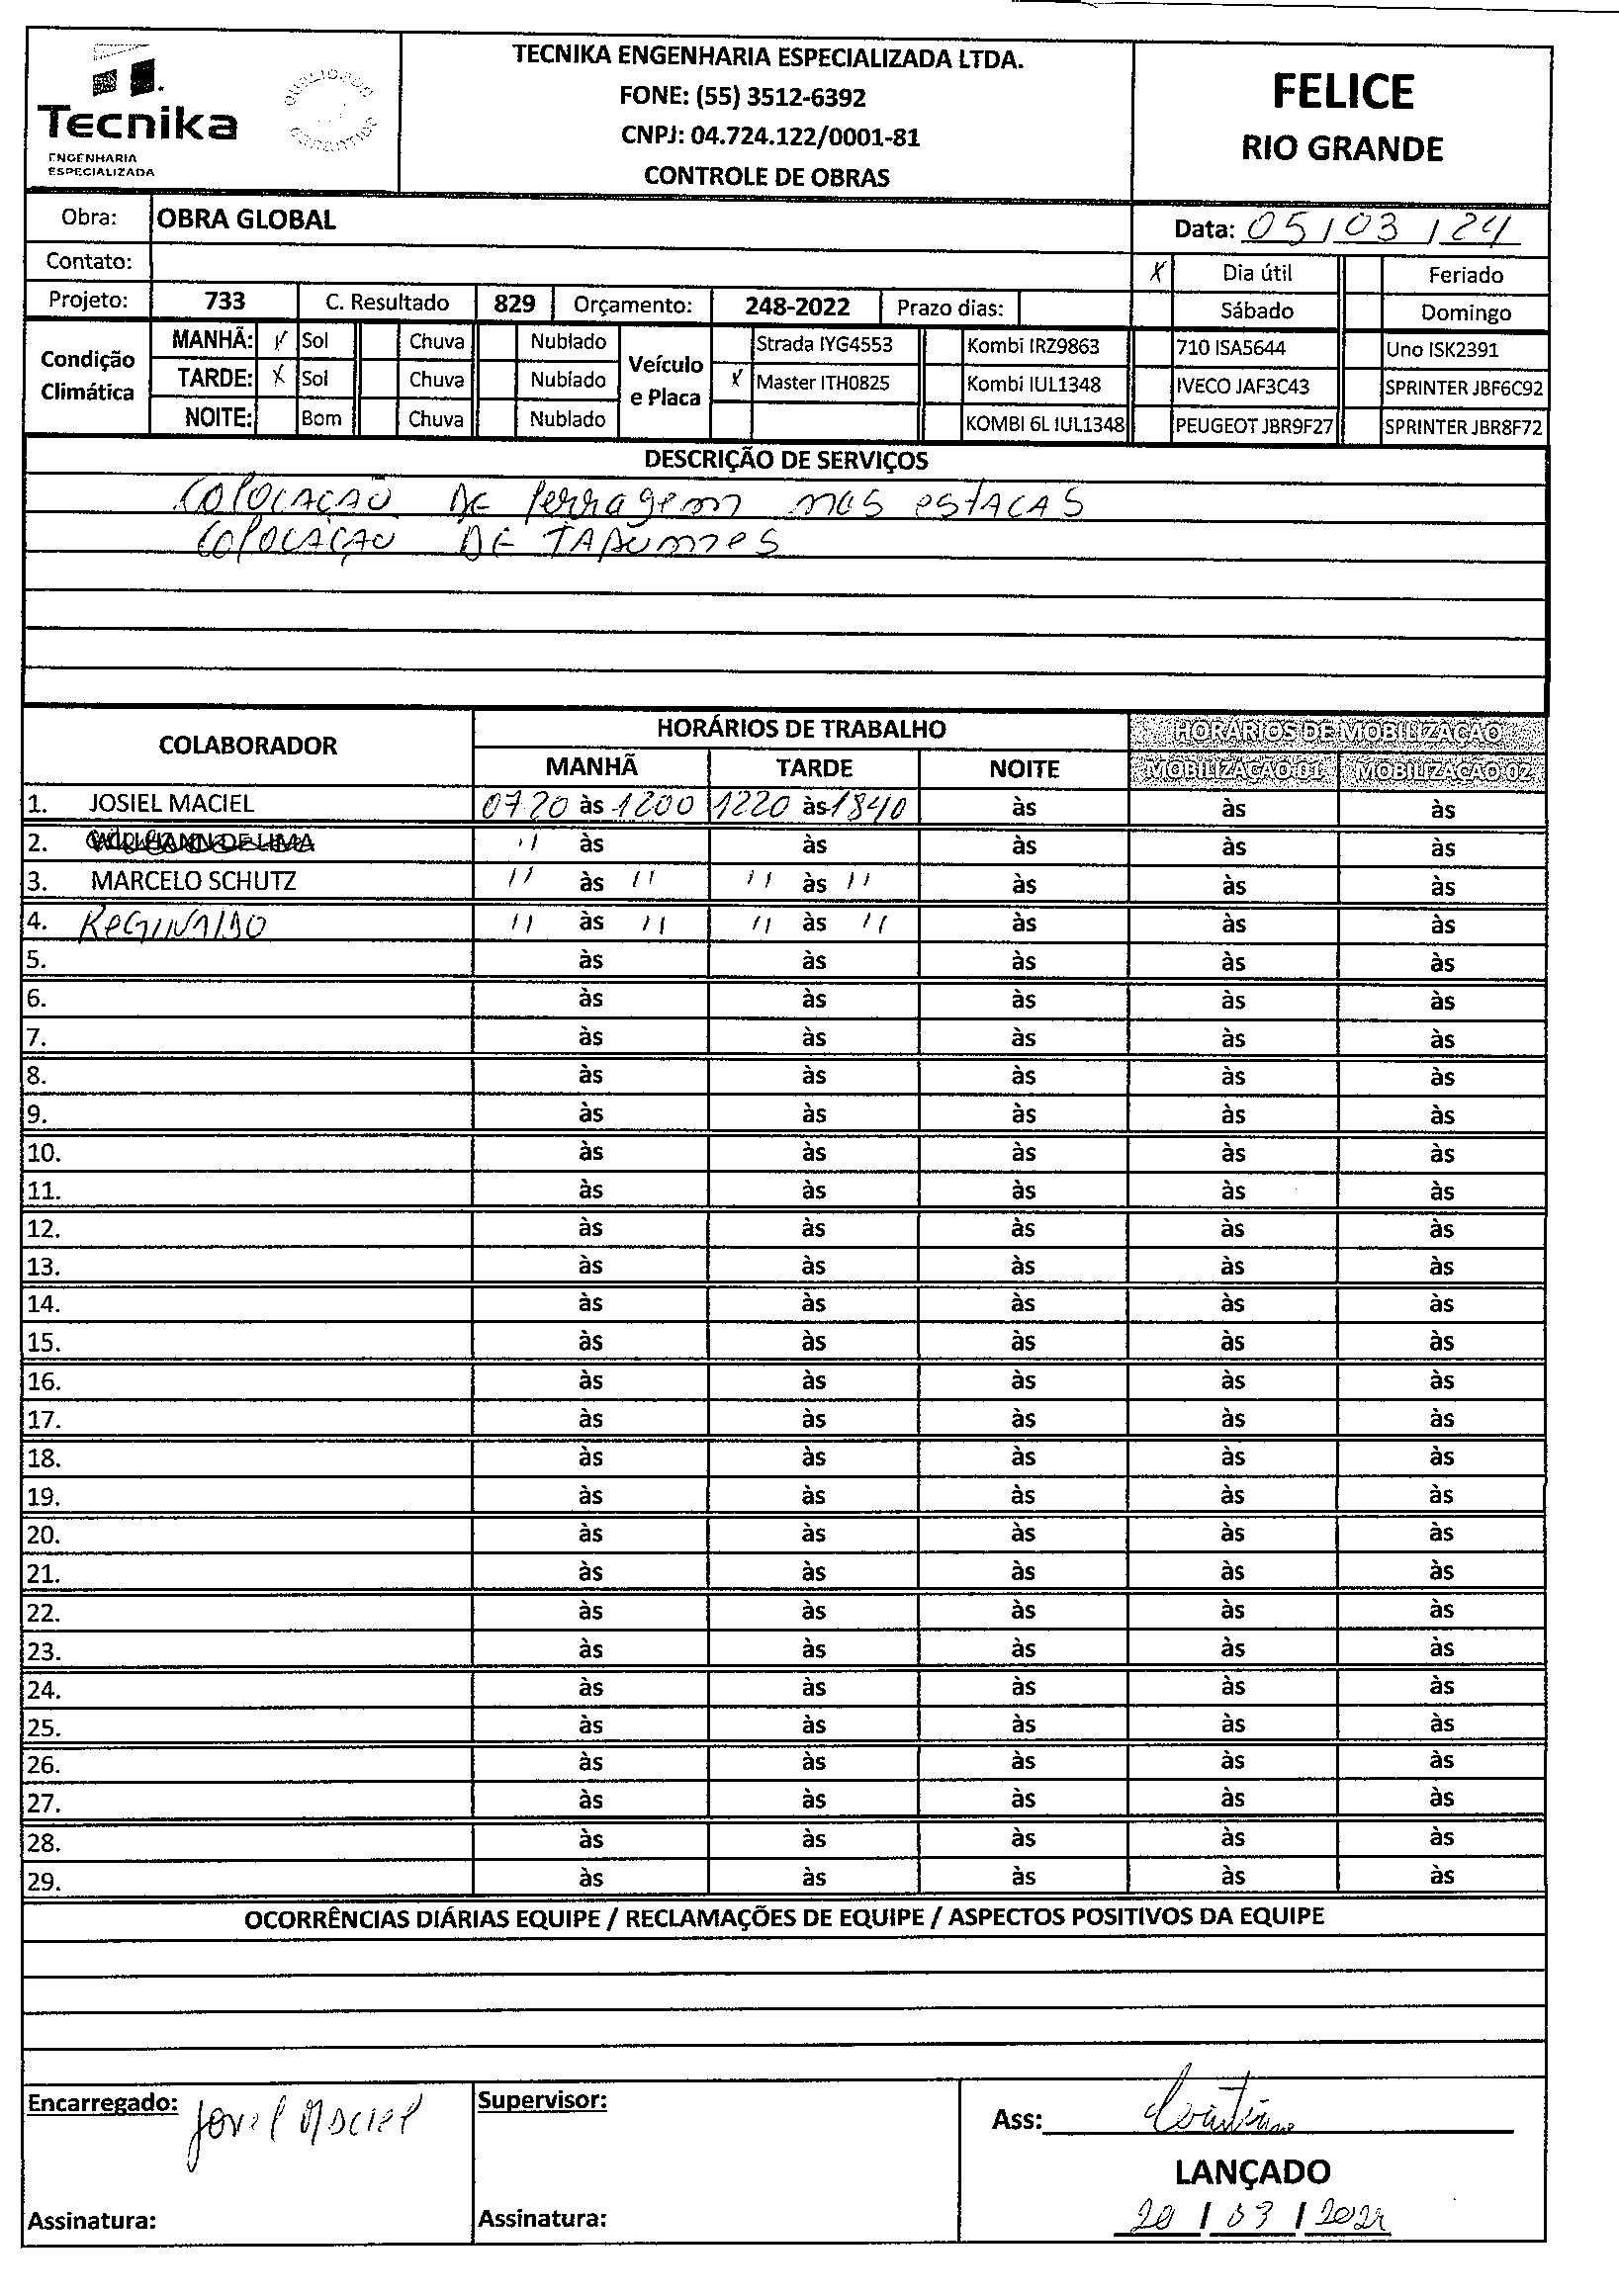 Tecnika
ENGENHARIA
ESPECIALIZADA
QUALIDADE
TECNIKA ENGENHARIA ESPECIALIZADA LTDA.
FONE: (55) 3512-6392
CNPJ: 04.724.122/0001-81
CONTROLE DE OBRAS
FELICE
RIO GRANDE
Obra: OBRA GLOBAL
Data: 05/03/24
Contato:
X Dia útil Feriado
Projeto: 733 C. Resultado 829 Orçamento: 248-2022 Prazo dias:
Sábado Domingo
Condição Climática
MANHÃ: X Sol Chuva Nublado
TARDE: X Sol Chuva Nublado
NOITE: Bom Chuva Nublado
Veículo e Placa
Strada IYG4553 Kombi IRZ9863 710 ISA5644 Uno ISK2391
X Master ITH0825 Kombi IUL1348 IVECO JAF3C43 SPRINTER JBF6C92
KOMBI 6L IUL1348 PEUGEOT JBR9F27 SPRINTER JBR8F72
DESCRIÇÃO DE SERVIÇOS
COLOCAÇAO DE ferragem nas estacas
COLOCAÇAO DE TAPUMES
COLABORADOR HORÁRIOS DE TRABALHO HORÁRIOS DE MOBILIZAÇÃO
MANHÃ TARDE NOITE MOBILIZAÇÃO 01 MOBILIZAÇÃO 02
1. JOSIEL MACIEL 0720 às 1200 1220 às 1840 às às às
2. WILLIANN DE LIMA " às às às às às
3. MARCELO SCHUTZ " às " " às " às às às
4. REGINALDO " às " " às " às às às
5. às às às às às
6. às às às às às
7. às às às às às
8. às às às às às
9. às às às às às
10. às às às às às
11. às às às às às
12. às às às às às
13. às às às às às
14. às às às às às
15. às às às às às
16. às às às às às
17. às às às às às
18. às às às às às
19. às às às às às
20. às às às às às
21. às às às às às
22. às às às às às
23. às às às às às
24. às às às às às
25. às às às às às
26. às às às às às
27. às às às às às
28. às às às às às
29. às às às às às
OCORRÊNCIAS DIÁRIAS EQUIPE / RECLAMAÇÕES DE EQUIPE / ASPECTOS POSITIVOS DA EQUIPE
Encarregado: Josiel Maciel
Supervisor:
Ass:
LANÇADO
20/03/2024
Assinatura:
Assinatura: